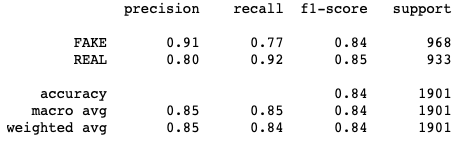 precision recall f1-score support
FAKE 0.91 0.77 0.84 968
REAL 0.80 0.92 0.85 933
accuracy 0.84 1901
macro avg 0.85 0.85 0.84 1901
weighted avg 0.85 0.84 0.84 1901